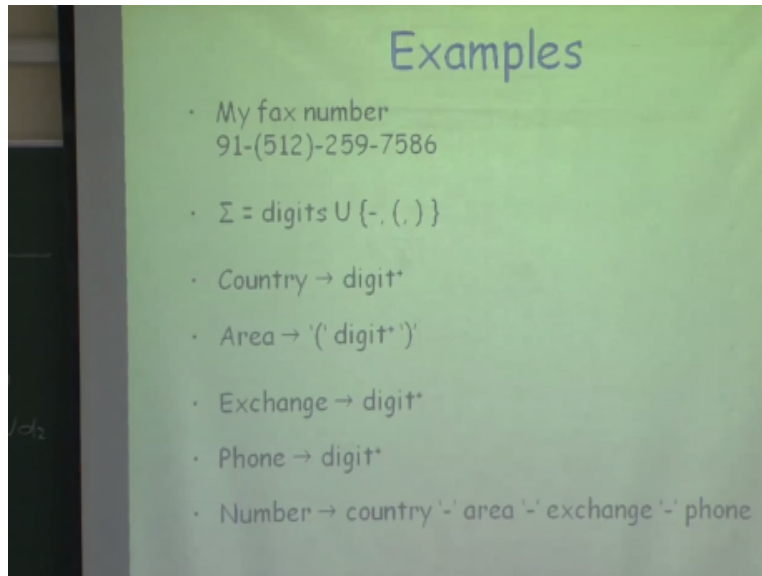 Examples
· My fax number
91-(512)-259-7586
· Σ = digits U {-, (, ) }
· Country → digit⁺
· Area → '(' digit⁺ ')'
· Exchange → digit⁺
· Phone → digit⁺
· Number → country '-' area '-' exchange '-' phone